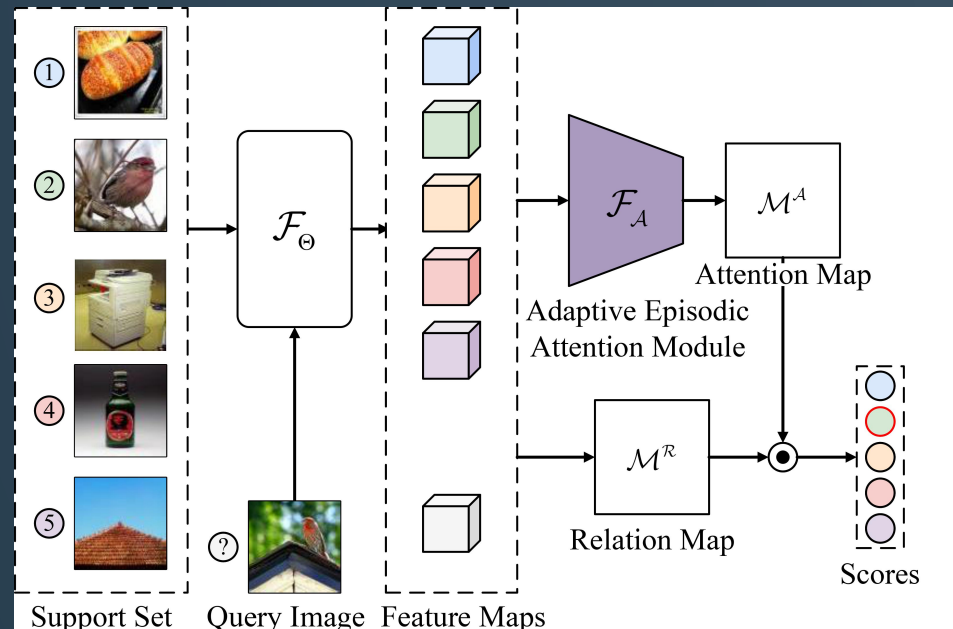 1
2
3
4
5
?
Support Set
Query Image
Feature Maps
ℱ_Θ
ℱ_𝒜
Adaptive Episodic
Attention Module
ℳ^𝒜
Attention Map
ℳ^ℛ
Relation Map
Scores